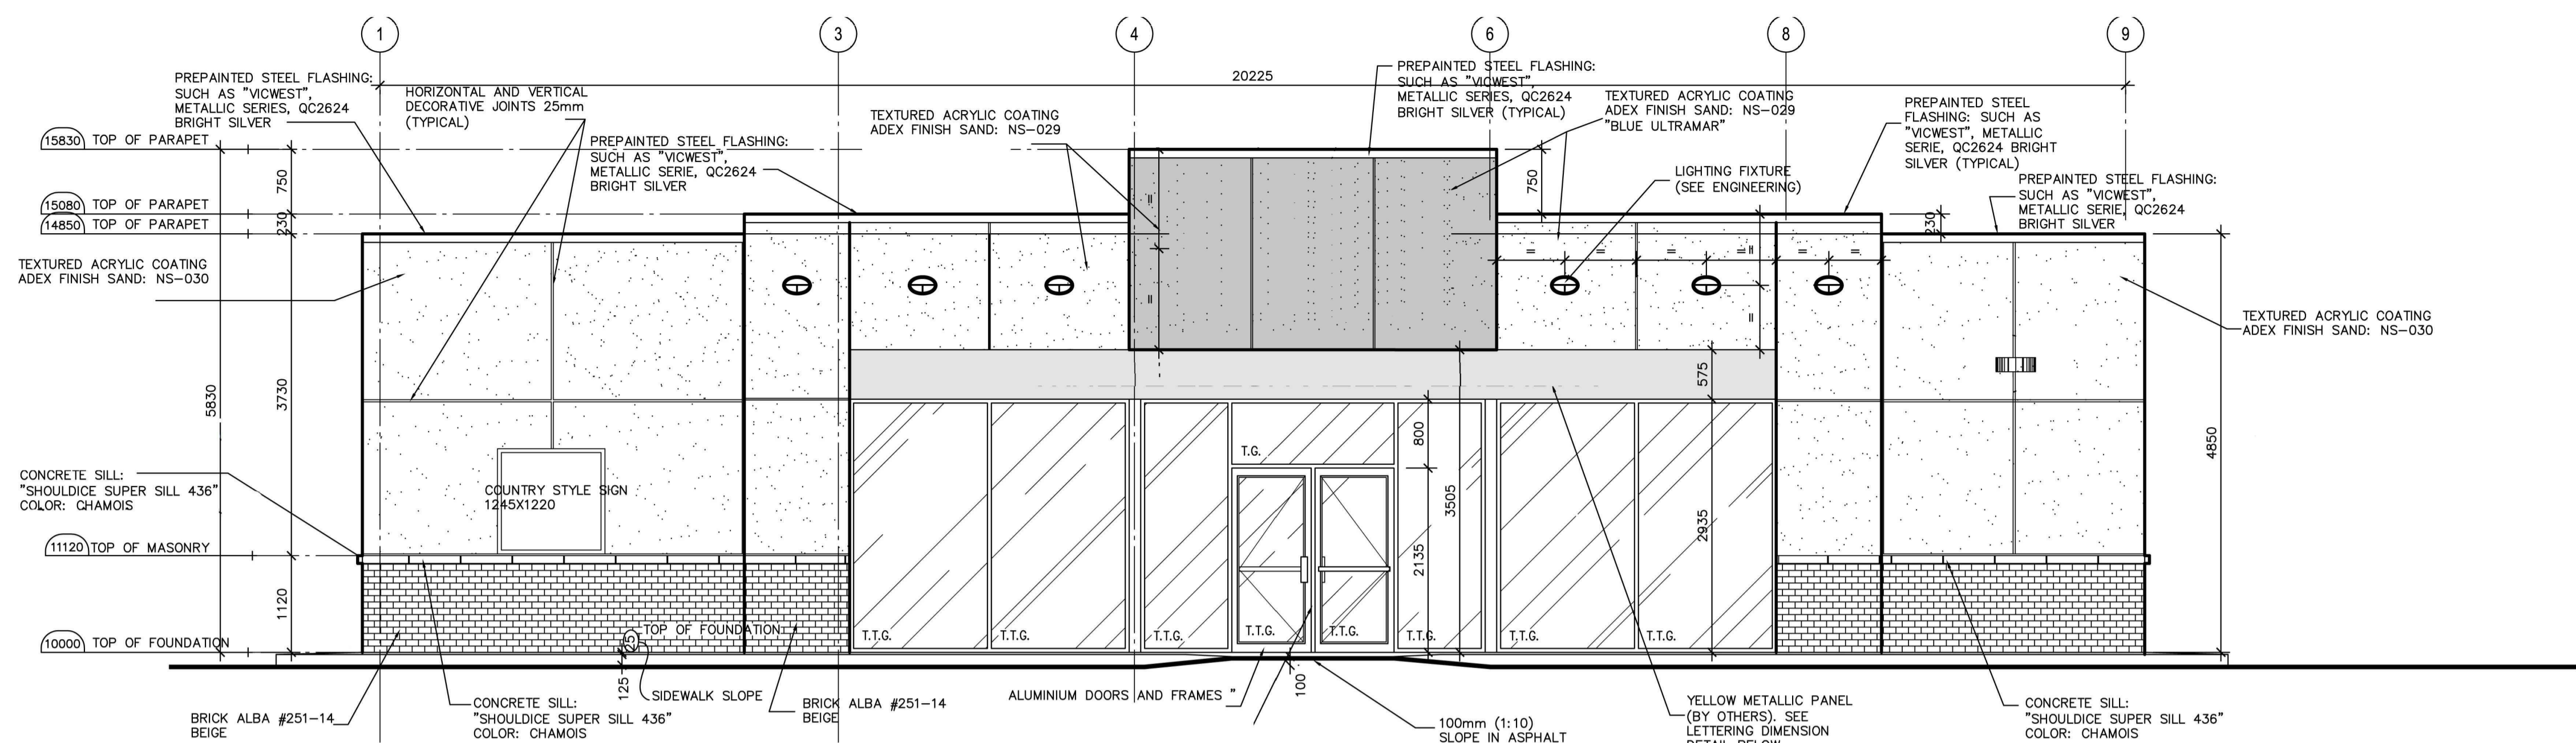 1
3
4
6
8
9
20225
PREPAINTED STEEL FLASHING:
SUCH AS "VICWEST",
METALLIC SERIES, QC2624
BRIGHT SILVER
HORIZONTAL AND VERTICAL
DECORATIVE JOINTS 25mm
(TYPICAL)
PREPAINTED STEEL FLASHING:
SUCH AS "VICWEST",
METALLIC SERIE, QC2624
BRIGHT SILVER
TEXTURED ACRYLIC COATING
ADEX FINISH SAND: NS-029
PREPAINTED STEEL FLASHING:
SUCH AS "VICWEST",
METALLIC SERIES, QC2624
BRIGHT SILVER (TYPICAL)
TEXTURED ACRYLIC COATING
ADEX FINISH SAND: NS-029
"BLUE ULTRAMAR"
LIGHTING FIXTURE
(SEE ENGINEERING)
PREPAINTED STEEL
FLASHING: SUCH AS
"VICWEST", METALLIC
SERIE, QC2624 BRIGHT
SILVER (TYPICAL)
PREPAINTED STEEL FLASHING:
SUCH AS "VICWEST",
METALLIC SERIE, QC2624
BRIGHT SILVER
15830 TOP OF PARAPET
15080 TOP OF PARAPET
14850 TOP OF PARAPET
750
230
750
230
TEXTURED ACRYLIC COATING
ADEX FINISH SAND: NS-030
TEXTURED ACRYLIC COATING
ADEX FINISH SAND: NS-030
5830
3730
575
800
3505
2935
2135
4850
T.G.
CONCRETE SILL:
"SHOULDICE SUPER SILL 436"
COLOR: CHAMOIS
COUNTRY STYLE SIGN
1245X1220
11120 TOP OF MASONRY
1120
10000 TOP OF FOUNDATION
25 TOP OF FOUNDATION
T.T.G.
T.T.G.
T.T.G.
T.T.G.
T.T.G.
T.T.G.
T.T.G.
T.T.G.
125
SIDEWALK SLOPE
100
BRICK ALBA #251-14
BEIGE
CONCRETE SILL:
"SHOULDICE SUPER SILL 436"
COLOR: CHAMOIS
BRICK ALBA #251-14
BEIGE
ALUMINIUM DOORS AND FRAMES "
100mm (1:10)
SLOPE IN ASPHALT
YELLOW METALLIC PANEL
(BY OTHERS). SEE
LETTERING DIMENSION
DETAIL BELOW
CONCRETE SILL:
"SHOULDICE SUPER SILL 436"
COLOR: CHAMOIS